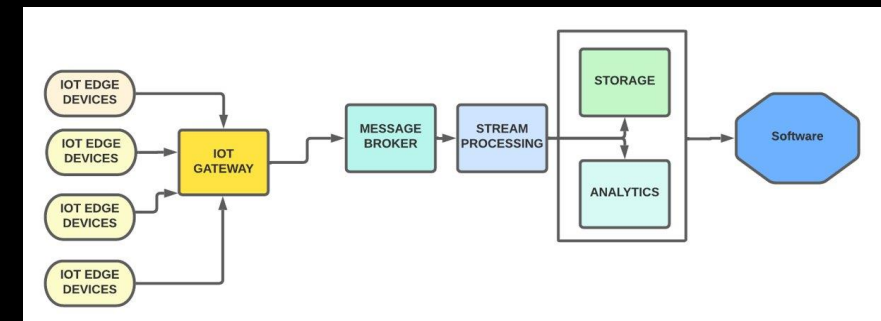 IOT EDGE
DEVICES
IOT EDGE
DEVICES
IOT EDGE
DEVICES
IOT EDGE
DEVICES
IOT
GATEWAY
MESSAGE
BROKER
STREAM
PROCESSING
STORAGE
ANALYTICS
Software